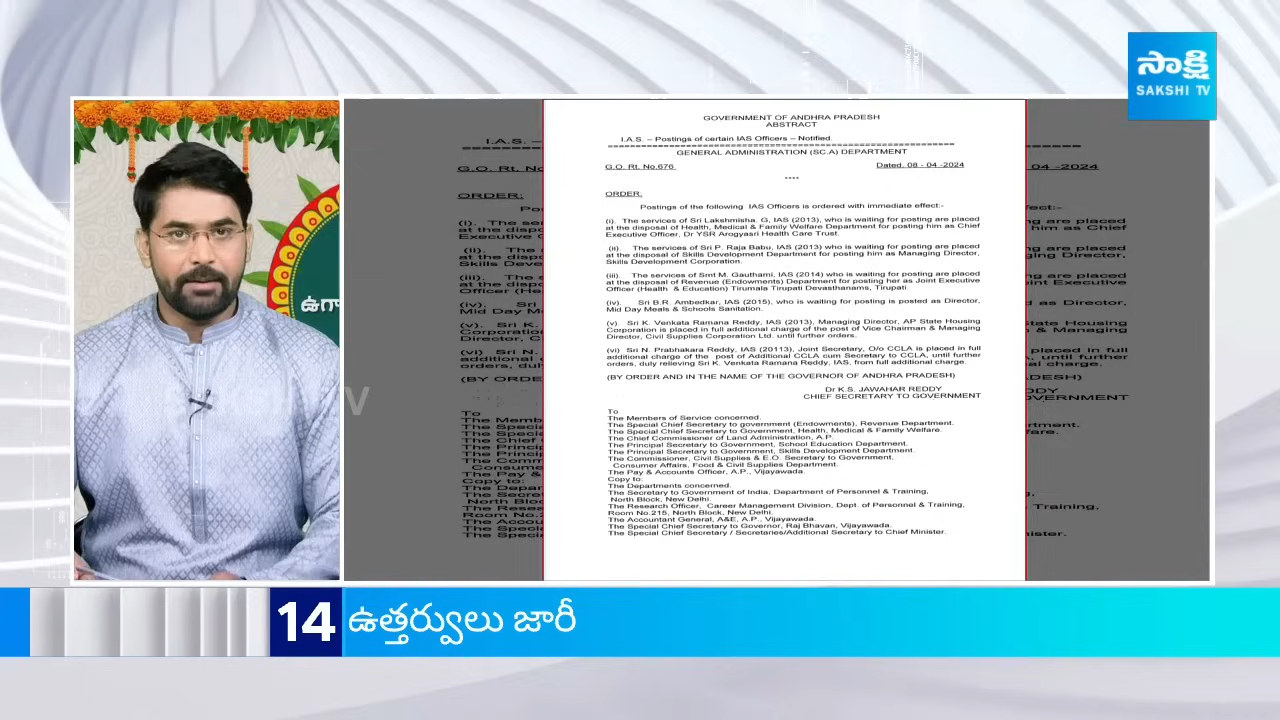 సాక్షి
SAKSHI TV
GOVERNMENT OF ANDHRA PRADESH
ABSTRACT
I.A.S. – Postings of certain IAS Officers – Notified.
GENERAL ADMINISTRATION (SC.A) DEPARTMENT
G.O. Rt. No.676 Dated. 08 - 04 -2024
----
ORDER:
Postings of the following IAS Officers is ordered with immediate effect:-
(i). The services of Sri Lakshmisha. G, IAS (2013), who is waiting for posting are placed
at the disposal of Health, Medical & Family Welfare Department for posting him as Chief
Executive Officer, Dr YSR Arogyasri Health Care Trust.
(ii). The services of Sri P. Raja Babu, IAS (2013) who is waiting for posting are placed
at the disposal of Skills Development Department for posting him as Managing Director,
Skills Development Corporation.
(iii). The services of Smt M. Gauthami, IAS (2014) who is waiting for posting are placed
at the disposal of Revenue (Endowments) Department for posting her as Joint Executive
Officer (Health & Education) Tirumala Tirupati Devasthanams, Tirupati.
(iv). Sri B.R. Ambedkar, IAS (2015), who is waiting for posting is posted as Director,
Mid Day Meals & Schools Sanitation.
(v). Sri K. Venkata Ramana Reddy, IAS (2013), Managing Director, AP State Housing
Corporation is placed in full additional charge of the post of Vice Chairman & Managing
Director, Civil Supplies Corporation Ltd. until further orders.
(vi) Sri N. Prabhakara Reddy, IAS (20113), Joint Secretary, O/o CCLA is placed in full
additional charge of the post of Additional CCLA cum Secretary to CCLA, until further
orders, duly relieving Sri K. Venkata Ramana Reddy, IAS, from full additional charge.
(BY ORDER AND IN THE NAME OF THE GOVERNOR OF ANDHRA PRADESH)
Dr K.S. JAWAHAR REDDY
CHIEF SECRETARY TO GOVERNMENT
To
The Members of Service concerned.
The Special Chief Secretary to government (Endowments), Revenue Department.
The Special Secretary to Government, Health, Medical & Family Welfare.
The Chief Commissioner of Land Administration, A.P.
The Principal Secretary to Government, School Education Department.
The Principal Secretary to Government, Skills Development Department.
The Commissioner, Civil Supplies & E.O. Secretary to Government,
Consumer Affairs, Food & Civil Supplies Department.
The Pay & Accounts Officer, A.P., Vijayawada.
Copy to:
The Departments concerned.
The Secretary to Government of India, Department of Personnel & Training,
North Block, New Delhi.
The Research Officer, Career Management Division, Dept. of Personnel & Training,
Room No.215, North Block, New Delhi.
The Accountant General, A&E, A.P., Vijayawada.
The Special Chief Secretary to Governor, Raj Bhavan, Vijayawada.
The Special Chief Secretary / Secretaries/Additional Secretary to Chief Minister.
14 ఉత్తర్వులు జారీ